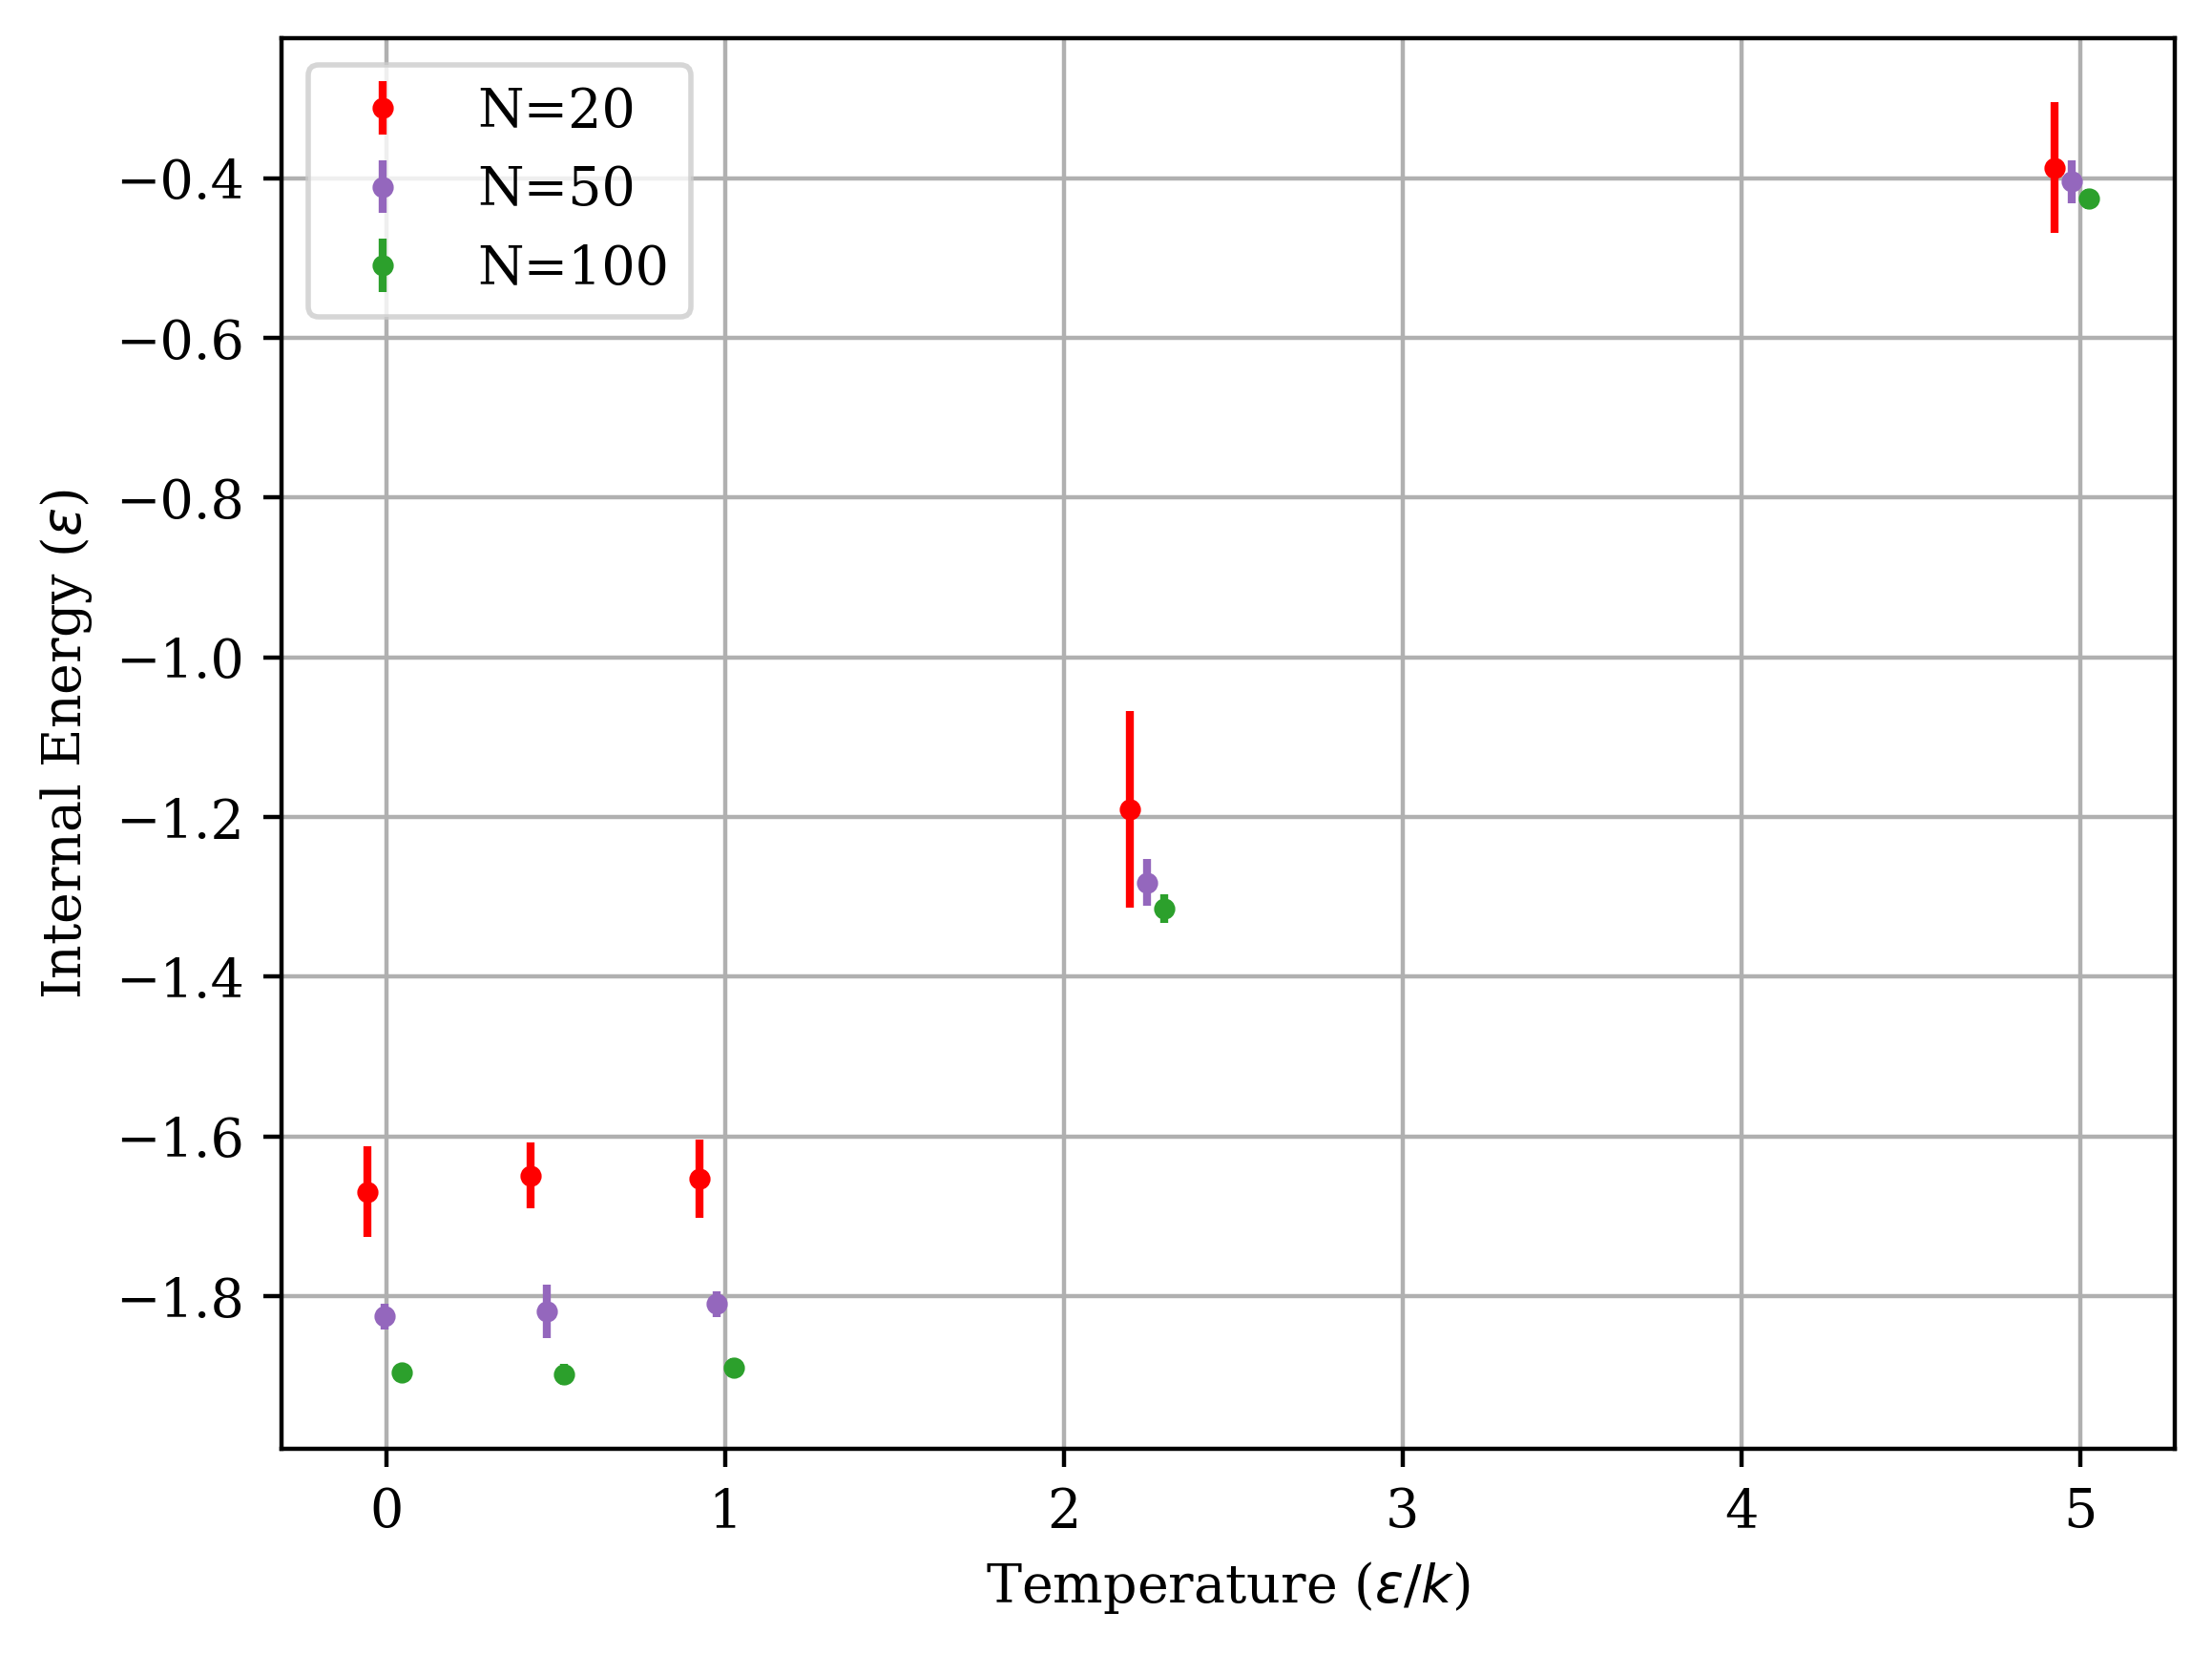 N=20
N=50
N=100
−0.4
−0.6
−0.8
−1.0
−1.2
−1.4
−1.6
−1.8
Internal Energy (ε)
0 1 2 3 4 5
Temperature (ε/k)